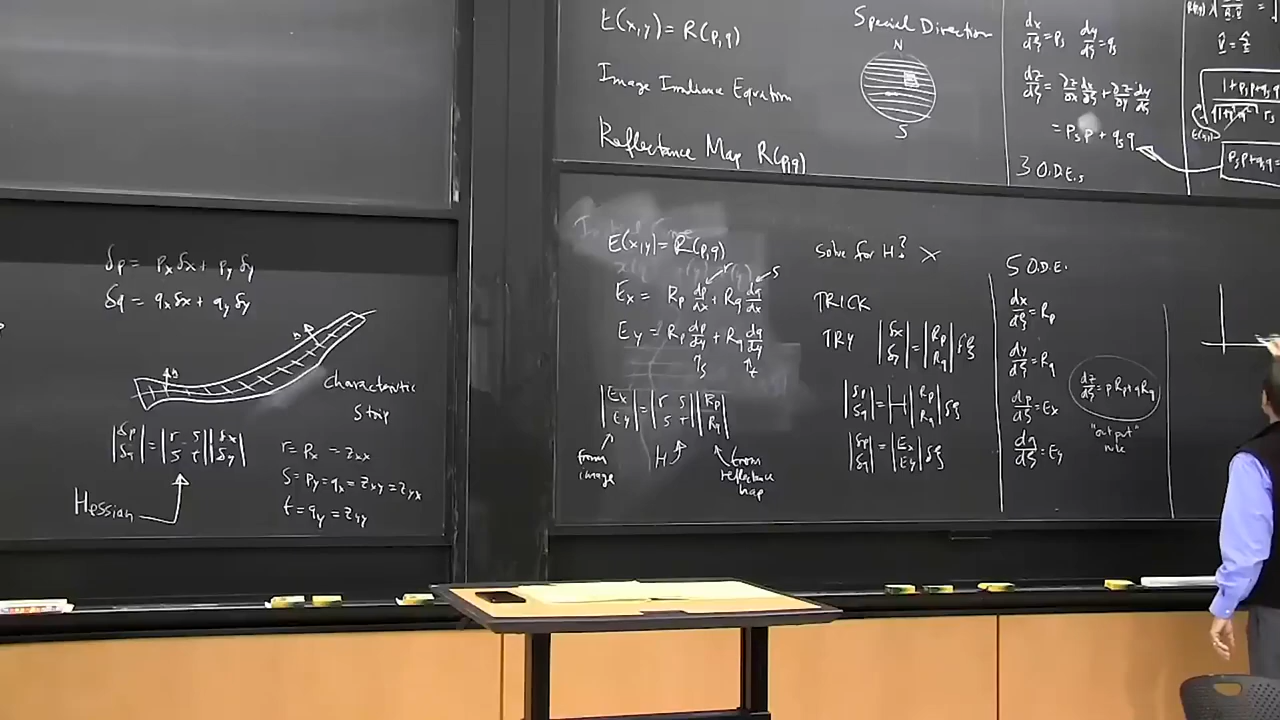 δp = p_x δx + p_y δy
δq = q_x δx + q_y δy
Characteristic
Strip
|δp δq| = |r s s t| |δx δy|
Hessian
r = p_x = z_xx
s = p_y = q_x = z_xy = z_yx
t = q_y = z_yy
E(x,y) = R(p,q)
Image Irradiance Equation
Reflectance Map R(p,q)
Special Direction
N
S
dx/dξ = p_s dy/dξ = q_s
dz/dξ = ∂z/∂x dx/dξ + ∂z/∂y dy/dξ
= p_s p + q_s q
3 O.D.E.s
E(x,y) = R(p,q)
r s
E_x = R_p dp/dx + R_q dq/dx
E_y = R_p dp/dy + R_q dq/dy
s t
|E_x E_y| = |r s s t| |R_p R_q|
from
image
H
from
reflectance
map
Solve for H? X
TRICK
TRY |δx δy| = |R_p R_q| δξ
|δp δq| = H |R_p R_q| δξ
|δp δq| = |E_x E_y| δξ
5 O.D.E.
dx/dξ = R_p
dy/dξ = R_q
dp/dξ = E_x
dq/dξ = E_y
dz/dξ = p R_p + q R_q
"output"
rule